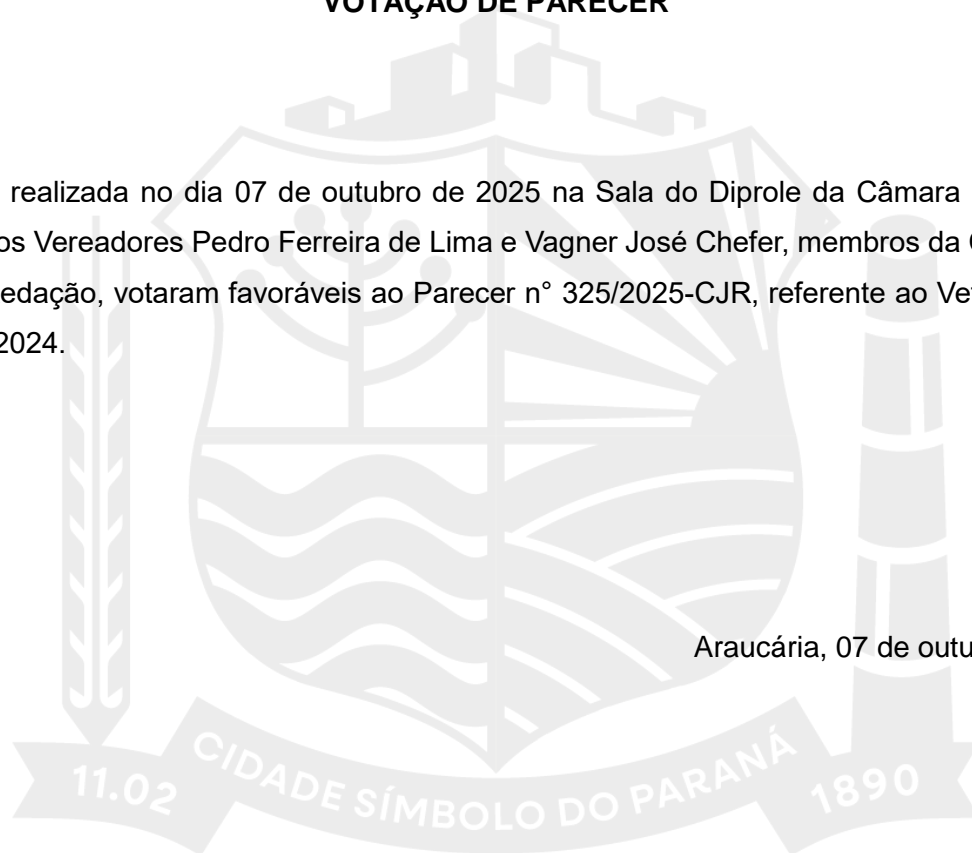 VOTAÇÃO DE PARECER
realizada no dia 07 de outubro de 2025 na Sala do Diprole da Câmara
os Vereadores Pedro Ferreira de Lima e Vagner José Chefer, membros da
edação, votaram favoráveis ao Parecer n° 325/2025-CJR, referente ao
2024.
Araucária, 07 de outu
11.02 CIDADE SÍMBOLO DO PARANÁ 1890